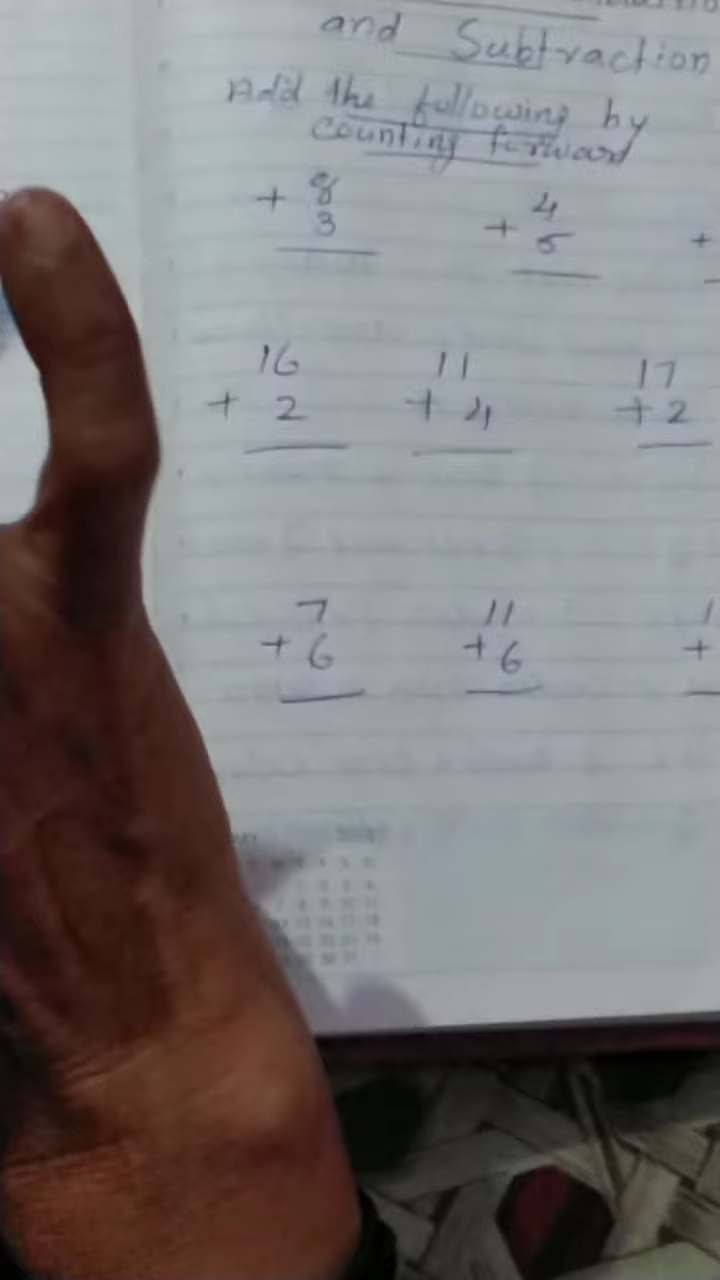 and Subtraction
Add the following by
counting forward
+ 8 4
3 + 5 +
16 11 17
+ 2 + 4 + 2
7 11 1
+ 6 + 6 +